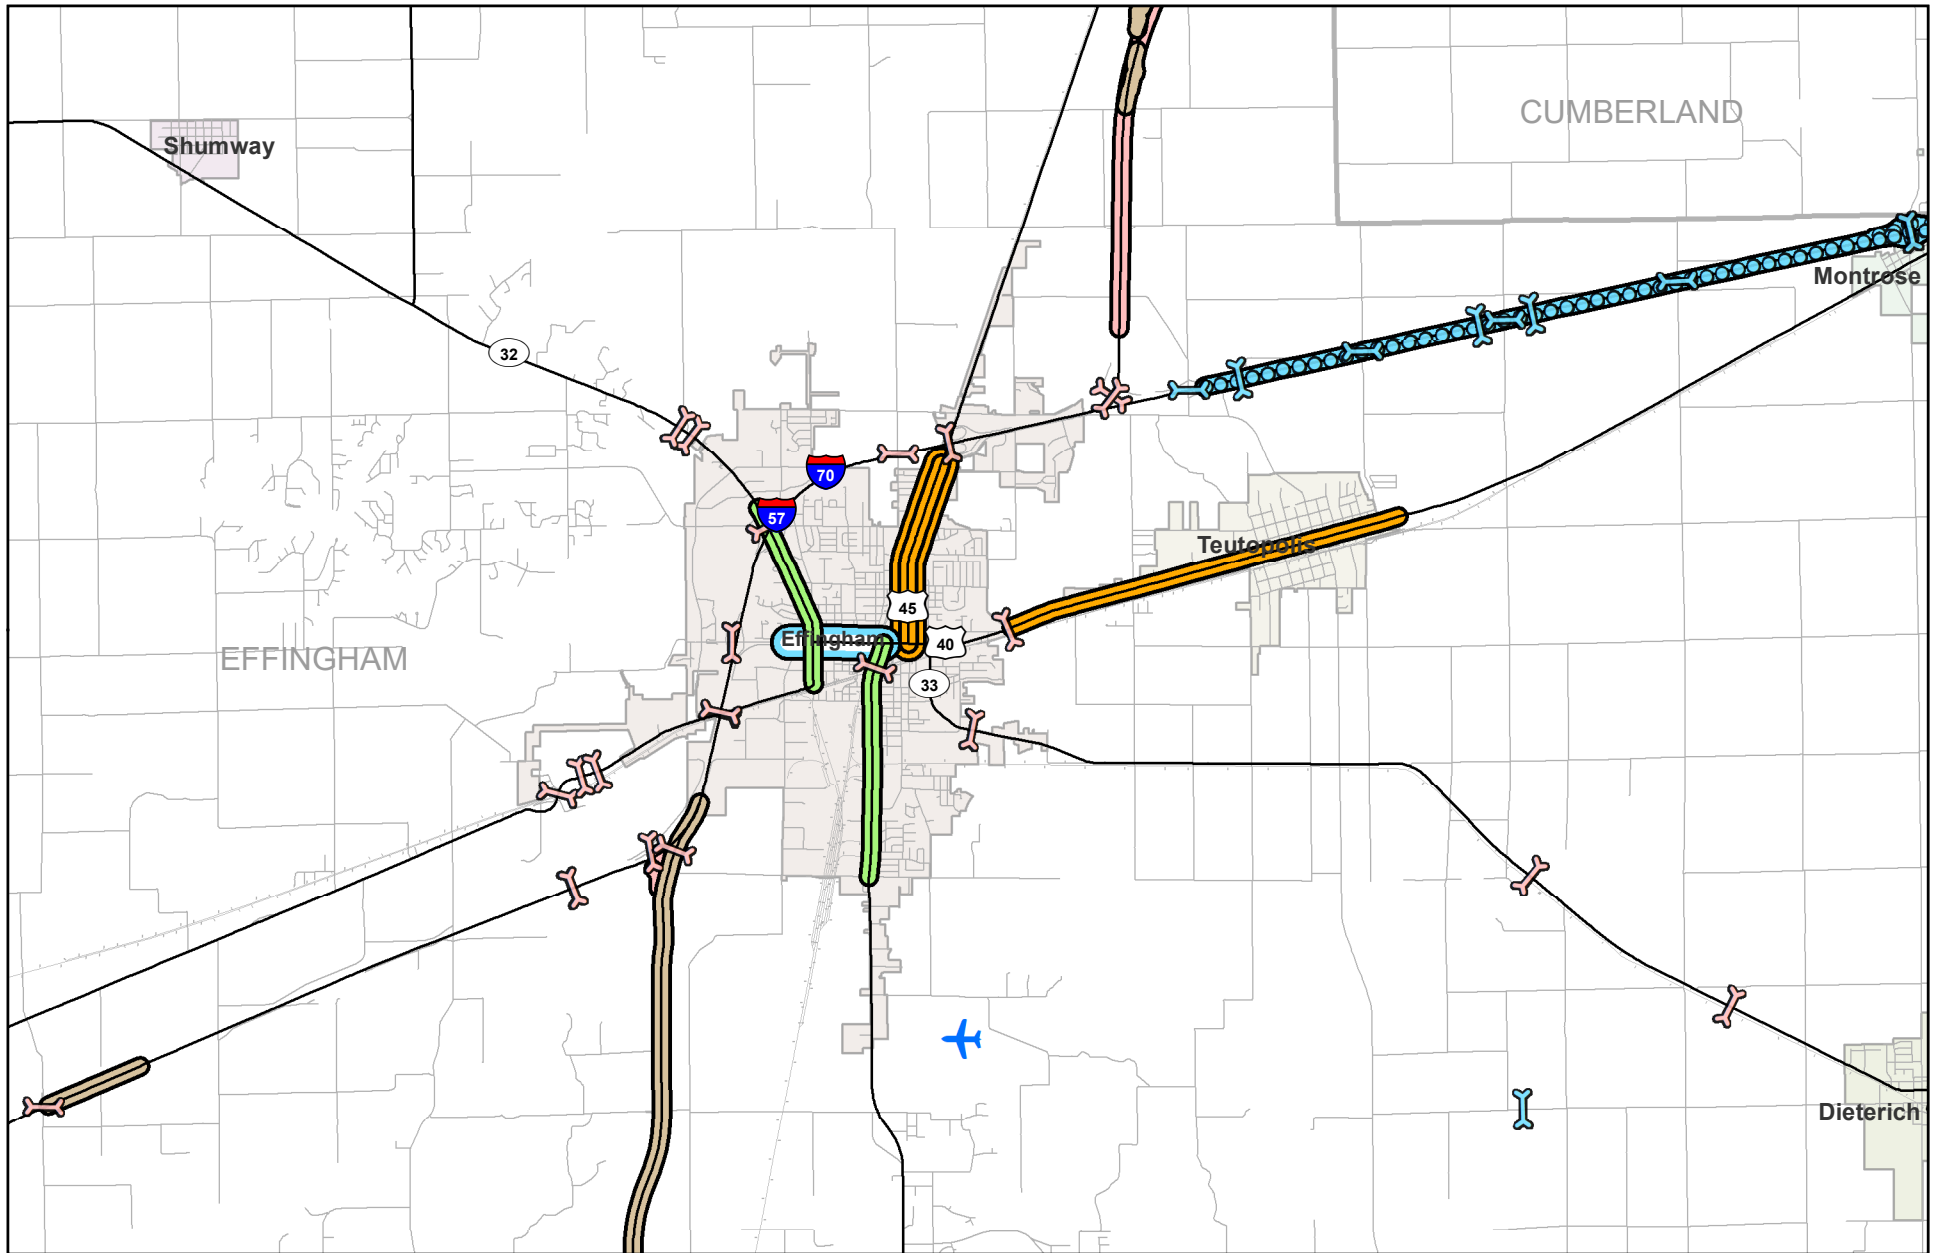 CUMBERLAND
Shumway
Montrose
32
70
57
Teutopolis
45
Effingham
40
EFFINGHAM
33
Dieterich